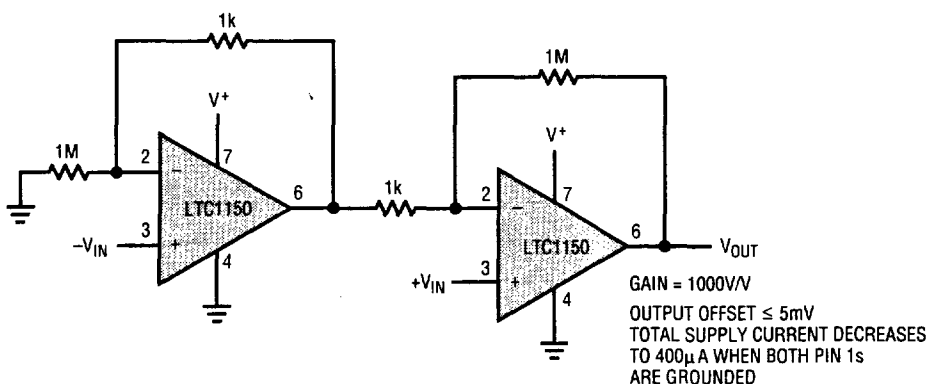 1k
1M
V+
V+
1M
2
7
–
LTC1150
6
1k
2
7
–
LTC1150
6
VOUT
–VIN
3
+
4
+VIN
3
+
4
GAIN = 1000V/V
OUTPUT OFFSET ≤ 5mV
TOTAL SUPPLY CURRENT DECREASES
TO 400µA WHEN BOTH PIN 1s
ARE GROUNDED